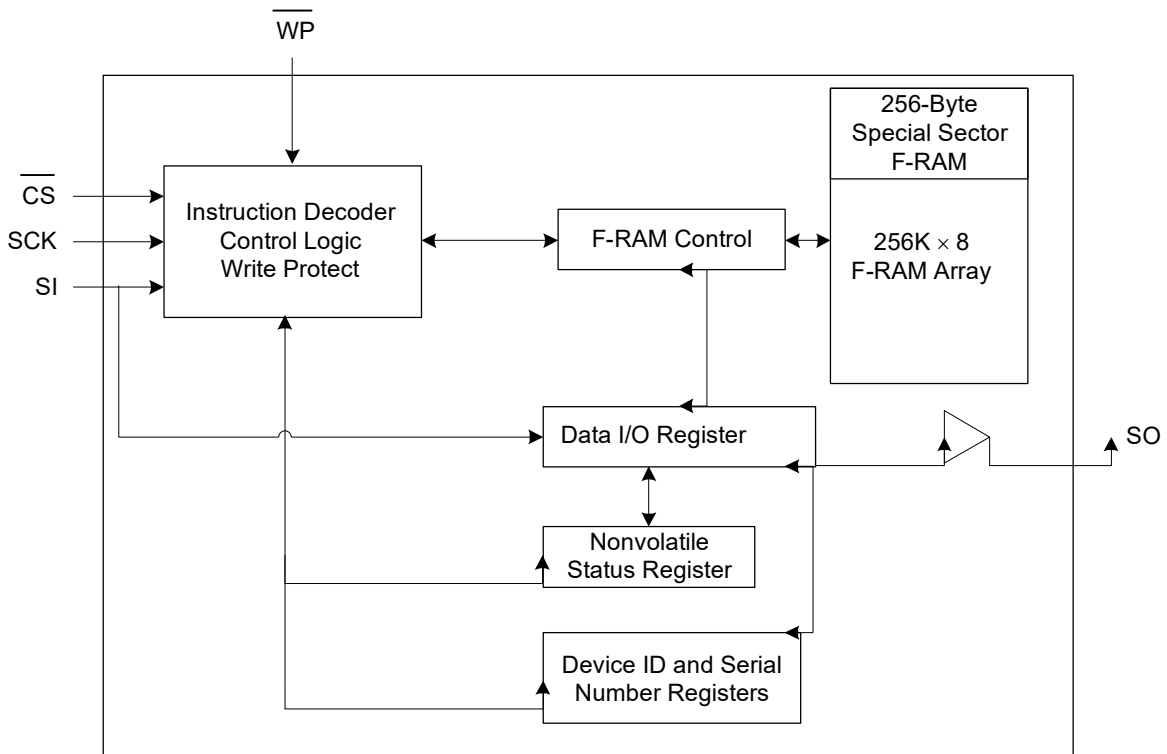 WP
256-Byte
Special Sector
F-RAM
CS
SCK
SI
Instruction Decoder
Control Logic
Write Protect
F-RAM Control
256K × 8
F-RAM Array
Data I/O Register
SO
Nonvolatile
Status Register
Device ID and Serial
Number Registers